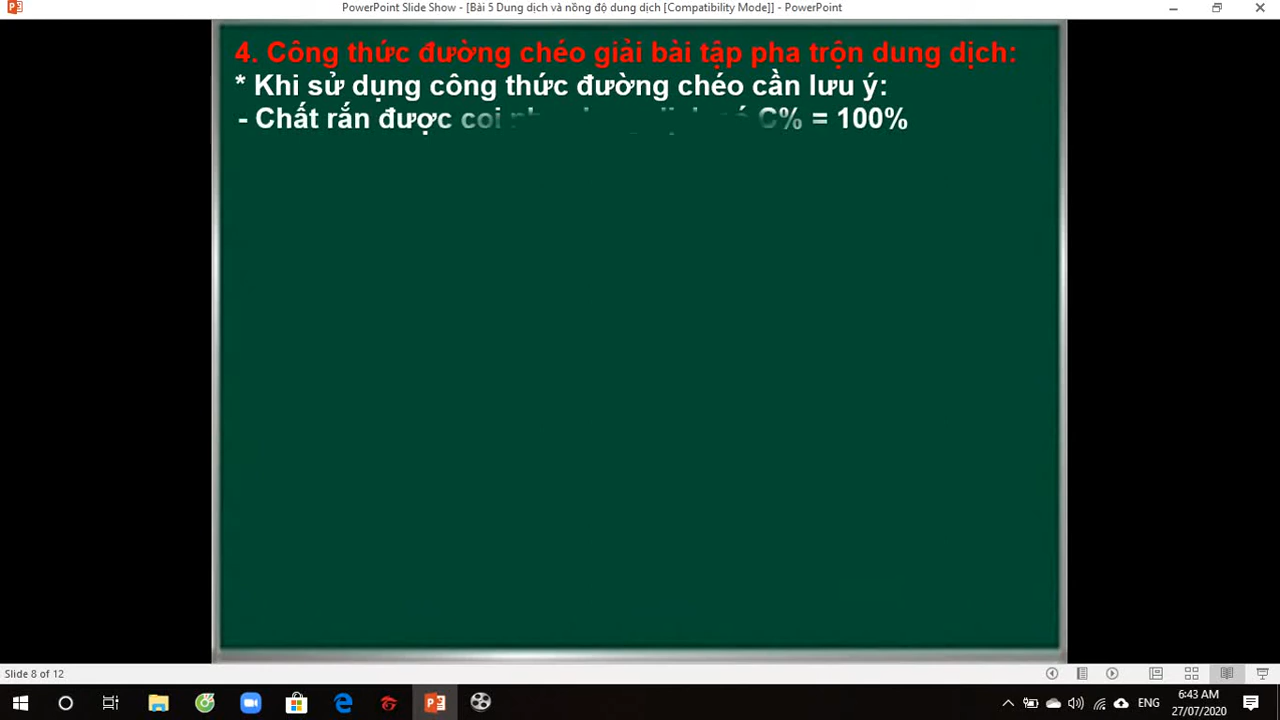 PowerPoint Slide Show - [Bài 5 Dung dịch và nồng độ dung dịch [Compatibility Mode]] - PowerPoint
4. Công thức đường chéo giải bài tập pha trộn dung dịch:
* Khi sử dụng công thức đường chéo cần lưu ý:
- Chất rắn được coi C% = 100%
Slide 8 of 12
ENG
6:43 AM
27/07/2020